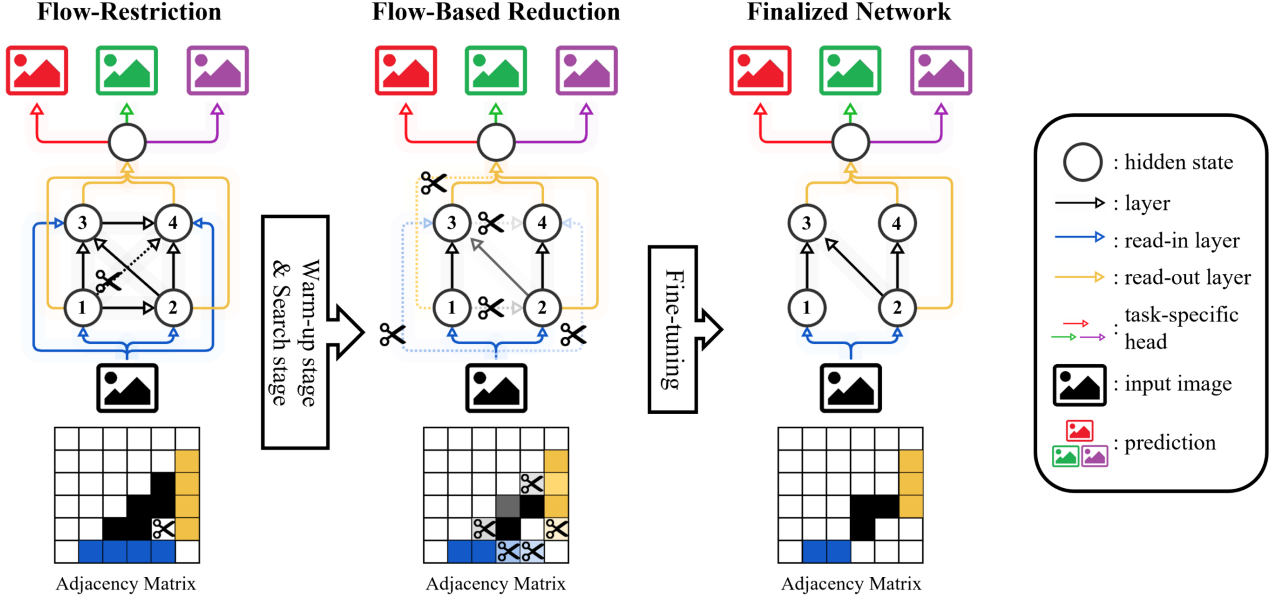 Flow-Restriction
Flow-Based Reduction
Finalized Network
3
4
1
2
Warm-up stage
& Search stage
3
4
1
2
Fine-tuning
3
4
1
2
: hidden state
: layer
: read-in layer
: read-out layer
: task-specific
head
: input image
: prediction
Adjacency Matrix
Adjacency Matrix
Adjacency Matrix